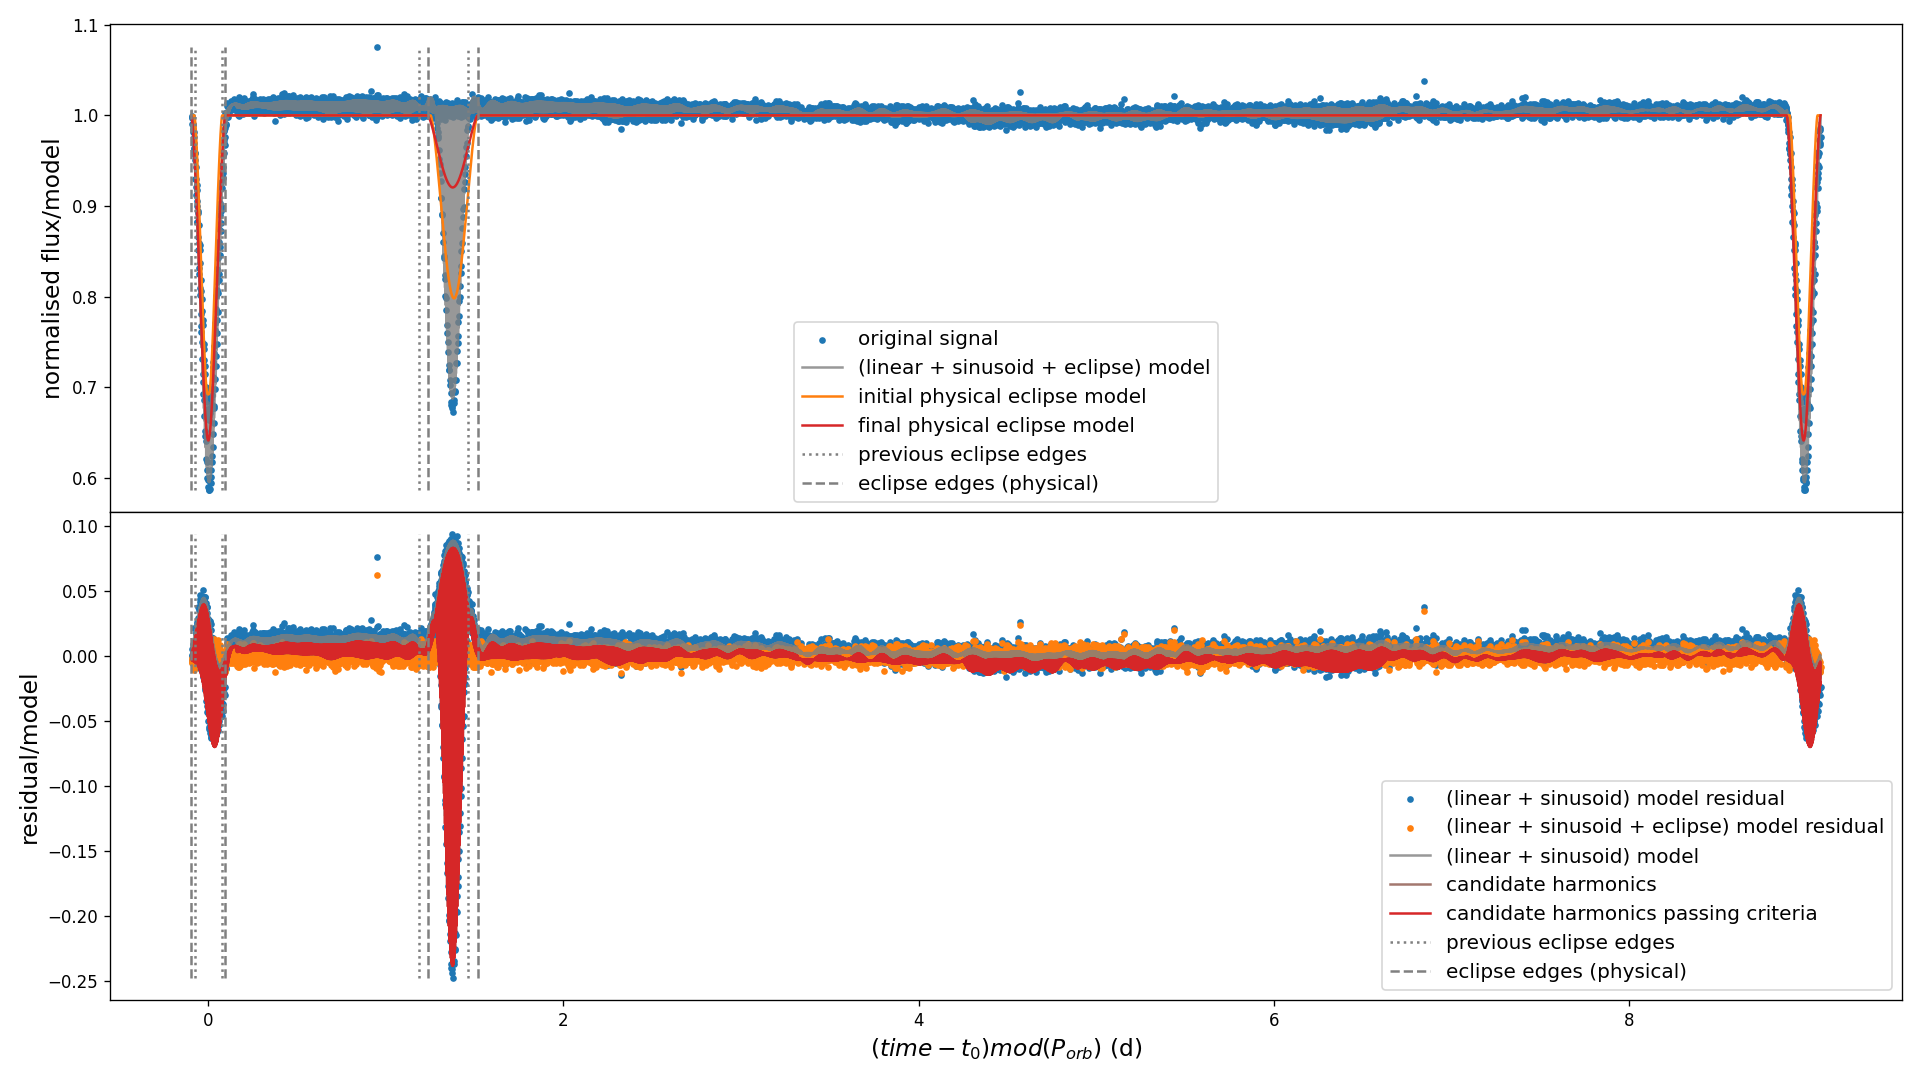 1.1
1.0
0.9
0.8
0.7
0.6
normalised flux/model
original signal
(linear + sinusoid + eclipse) model
initial physical eclipse model
final physical eclipse model
previous eclipse edges
eclipse edges (physical)
0.10
0.05
0.00
−0.05
−0.10
−0.15
−0.20
−0.25
residual/model
(linear + sinusoid) model residual
(linear + sinusoid + eclipse) model residual
(linear + sinusoid) model
candidate harmonics
candidate harmonics passing criteria
previous eclipse edges
eclipse edges (physical)
0 2 4 6 8
(time − t₀)mod(P_{orb}) (d)